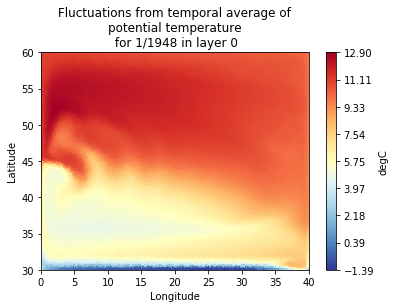 Fluctuations from temporal average of
potential temperature
for 1/1948 in layer 0
60
55
50
45
40
35
30
Latitude
0 5 10 15 20 25 30 35 40
Longitude
12.90
11.11
9.33
7.54
5.75
3.97
2.18
0.39
−1.39
degC